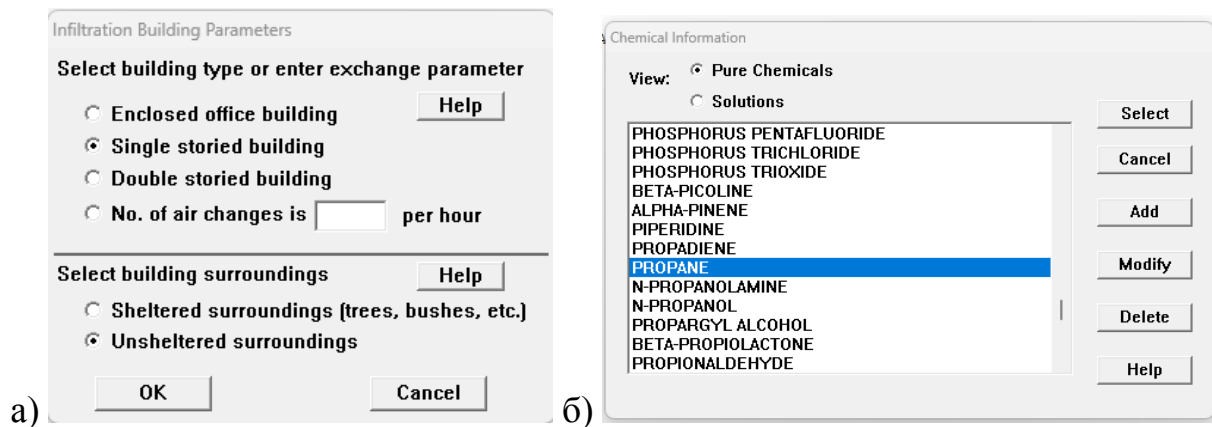 Infiltration Building Parameters
Select building type or enter exchange parameter
Enclosed office building
Help
Single storied building
Double storied building
No. of air changes is
per hour
Select building surroundings
Help
Sheltered surroundings (trees, bushes, etc.)
Unsheltered surroundings
OK
Cancel
а)
Chemical Information
View:
Pure Chemicals
Solutions
PHOSPHORUS PENTAFLUORIDE
PHOSPHORUS TRICHLORIDE
PHOSPHORUS TRIOXIDE
BETA-PICOLINE
ALPHA-PINENE
PIPERIDINE
PROPADIENE
PROPANE
N-PROPANOLAMINE
N-PROPANOL
PROPARGYL ALCOHOL
BETA-PROPIOLACTONE
PROPIONALDEHYDE
Select
Cancel
Add
Modify
Delete
Help
б)